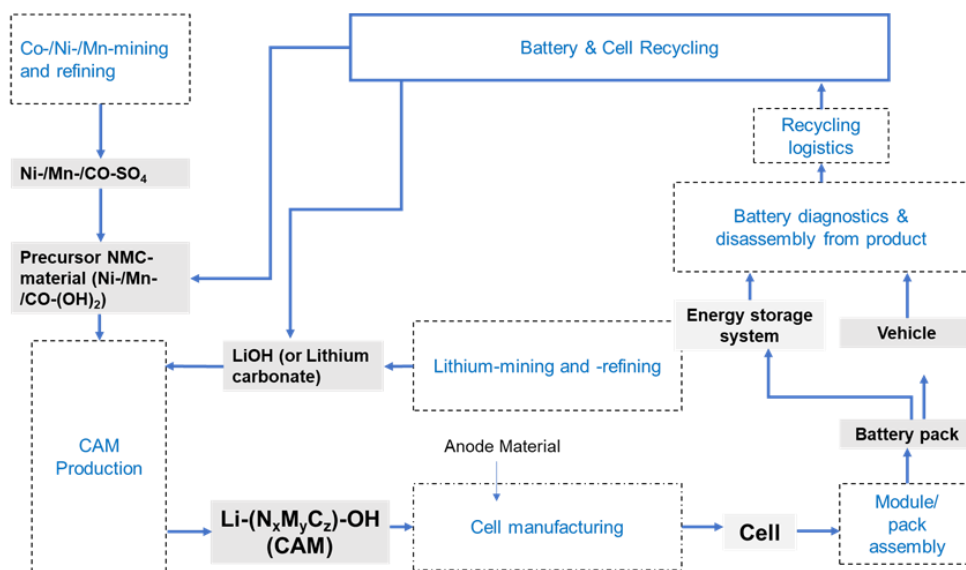 Co-/Ni-/Mn-mining
and refining
Battery & Cell Recycling
Recycling
logistics
Ni-/Mn-/CO-SO₄
Battery diagnostics &
disassembly from product
Precursor NMC-
material (Ni-/Mn-
/CO-(OH)₂)
Energy storage
system
Vehicle
LiOH (or Lithium
carbonate)
Lithium-mining and -refining
CAM
Production
Anode Material
Battery pack
Li-(NₓMᵧC₂)-OH
(CAM)
Cell manufacturing
Cell
Module/
pack
assembly